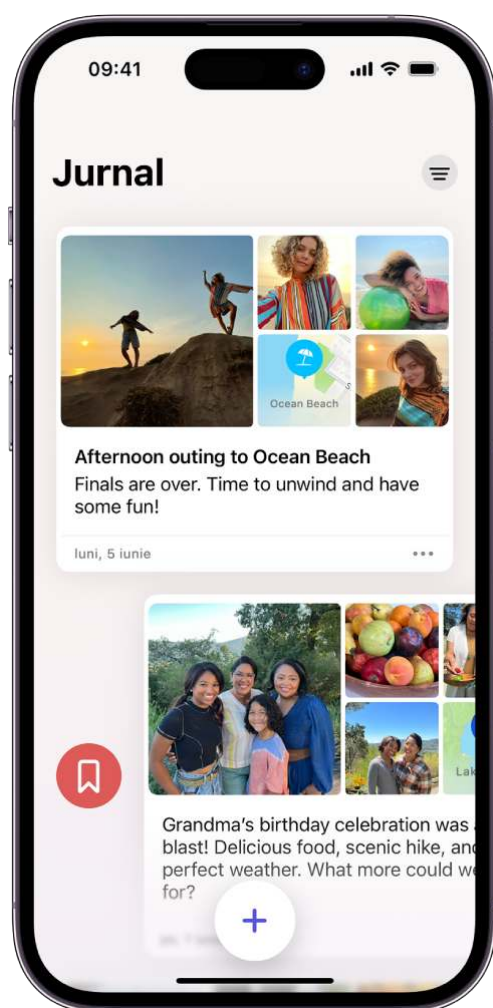 09:41
Jurnal
Ocean Beach
S
Afternoon outing to Ocean Beach
Finals are over. Time to unwind and have
some fun!
luni, 5 iunie
Lak
Grandma's birthday celebration was
blast! Delicious food, scenic hike, and
perfect weather. What more could we
for?